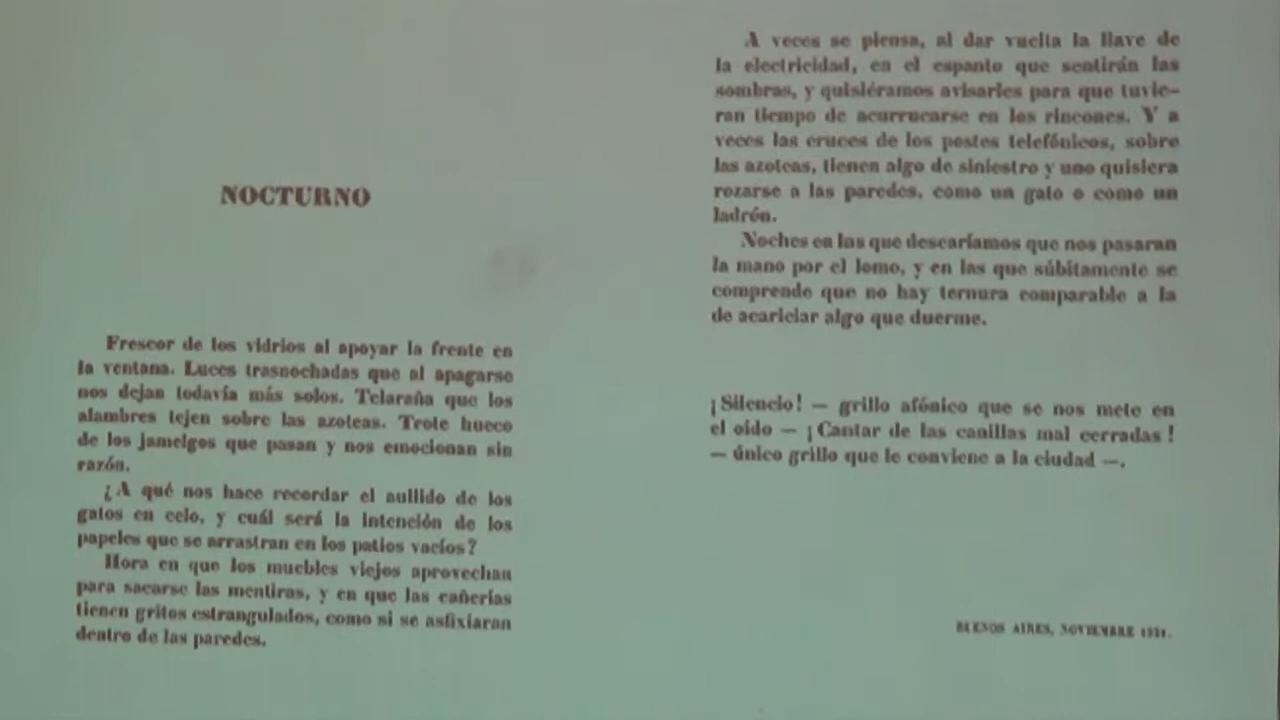 NOCTURNO
Frescor de los vidrios al apoyar la frente en
la ventana. Luces trasnochadas que al apagarse
nos dejan todavía más solos. Telaraña que los
alambres tejen sobre las azoteas. Trote hueco
de los jamelgos que pasan y nos emocionan sin
razón.
¿A qué nos hace recordar el aullido de los
gatos en celo, y cuál será la intención de los
papeles que se arrastran en los patios vacíos?
Hora en que los muebles viejos aprovechan
para sacarse las mentiras, y en que las cañerías
tienen gritos estrangulados, como si se asfixiaran
dentro de las paredes.
A veces se piensa, al dar vuelta la llave de
la electricidad, en el espanto que sentirán las
sombras, y quisiéramos avisarles para que tuvie-
ran tiempo de acurrucarse en los rincones. Y a
veces las cruces de los postes telefónicos, sobre
las azoteas, tienen algo de siniestro y uno quisiera
rozarse a las paredes, como un gato o como un
ladrón.
Noches en las que desearíamos que nos pasaran
la mano por el lomo, y en las que súbitamente se
comprende que no hay ternura comparable a la
de acariciar algo que duerme.
¡Silencio! — grillo afónico que se nos mete en
el oído — ¡Cantar de las canillas mal cerradas!
— único grillo que le conviene a la ciudad —.
BUENOS AIRES, NOVIEMBRE 1921.